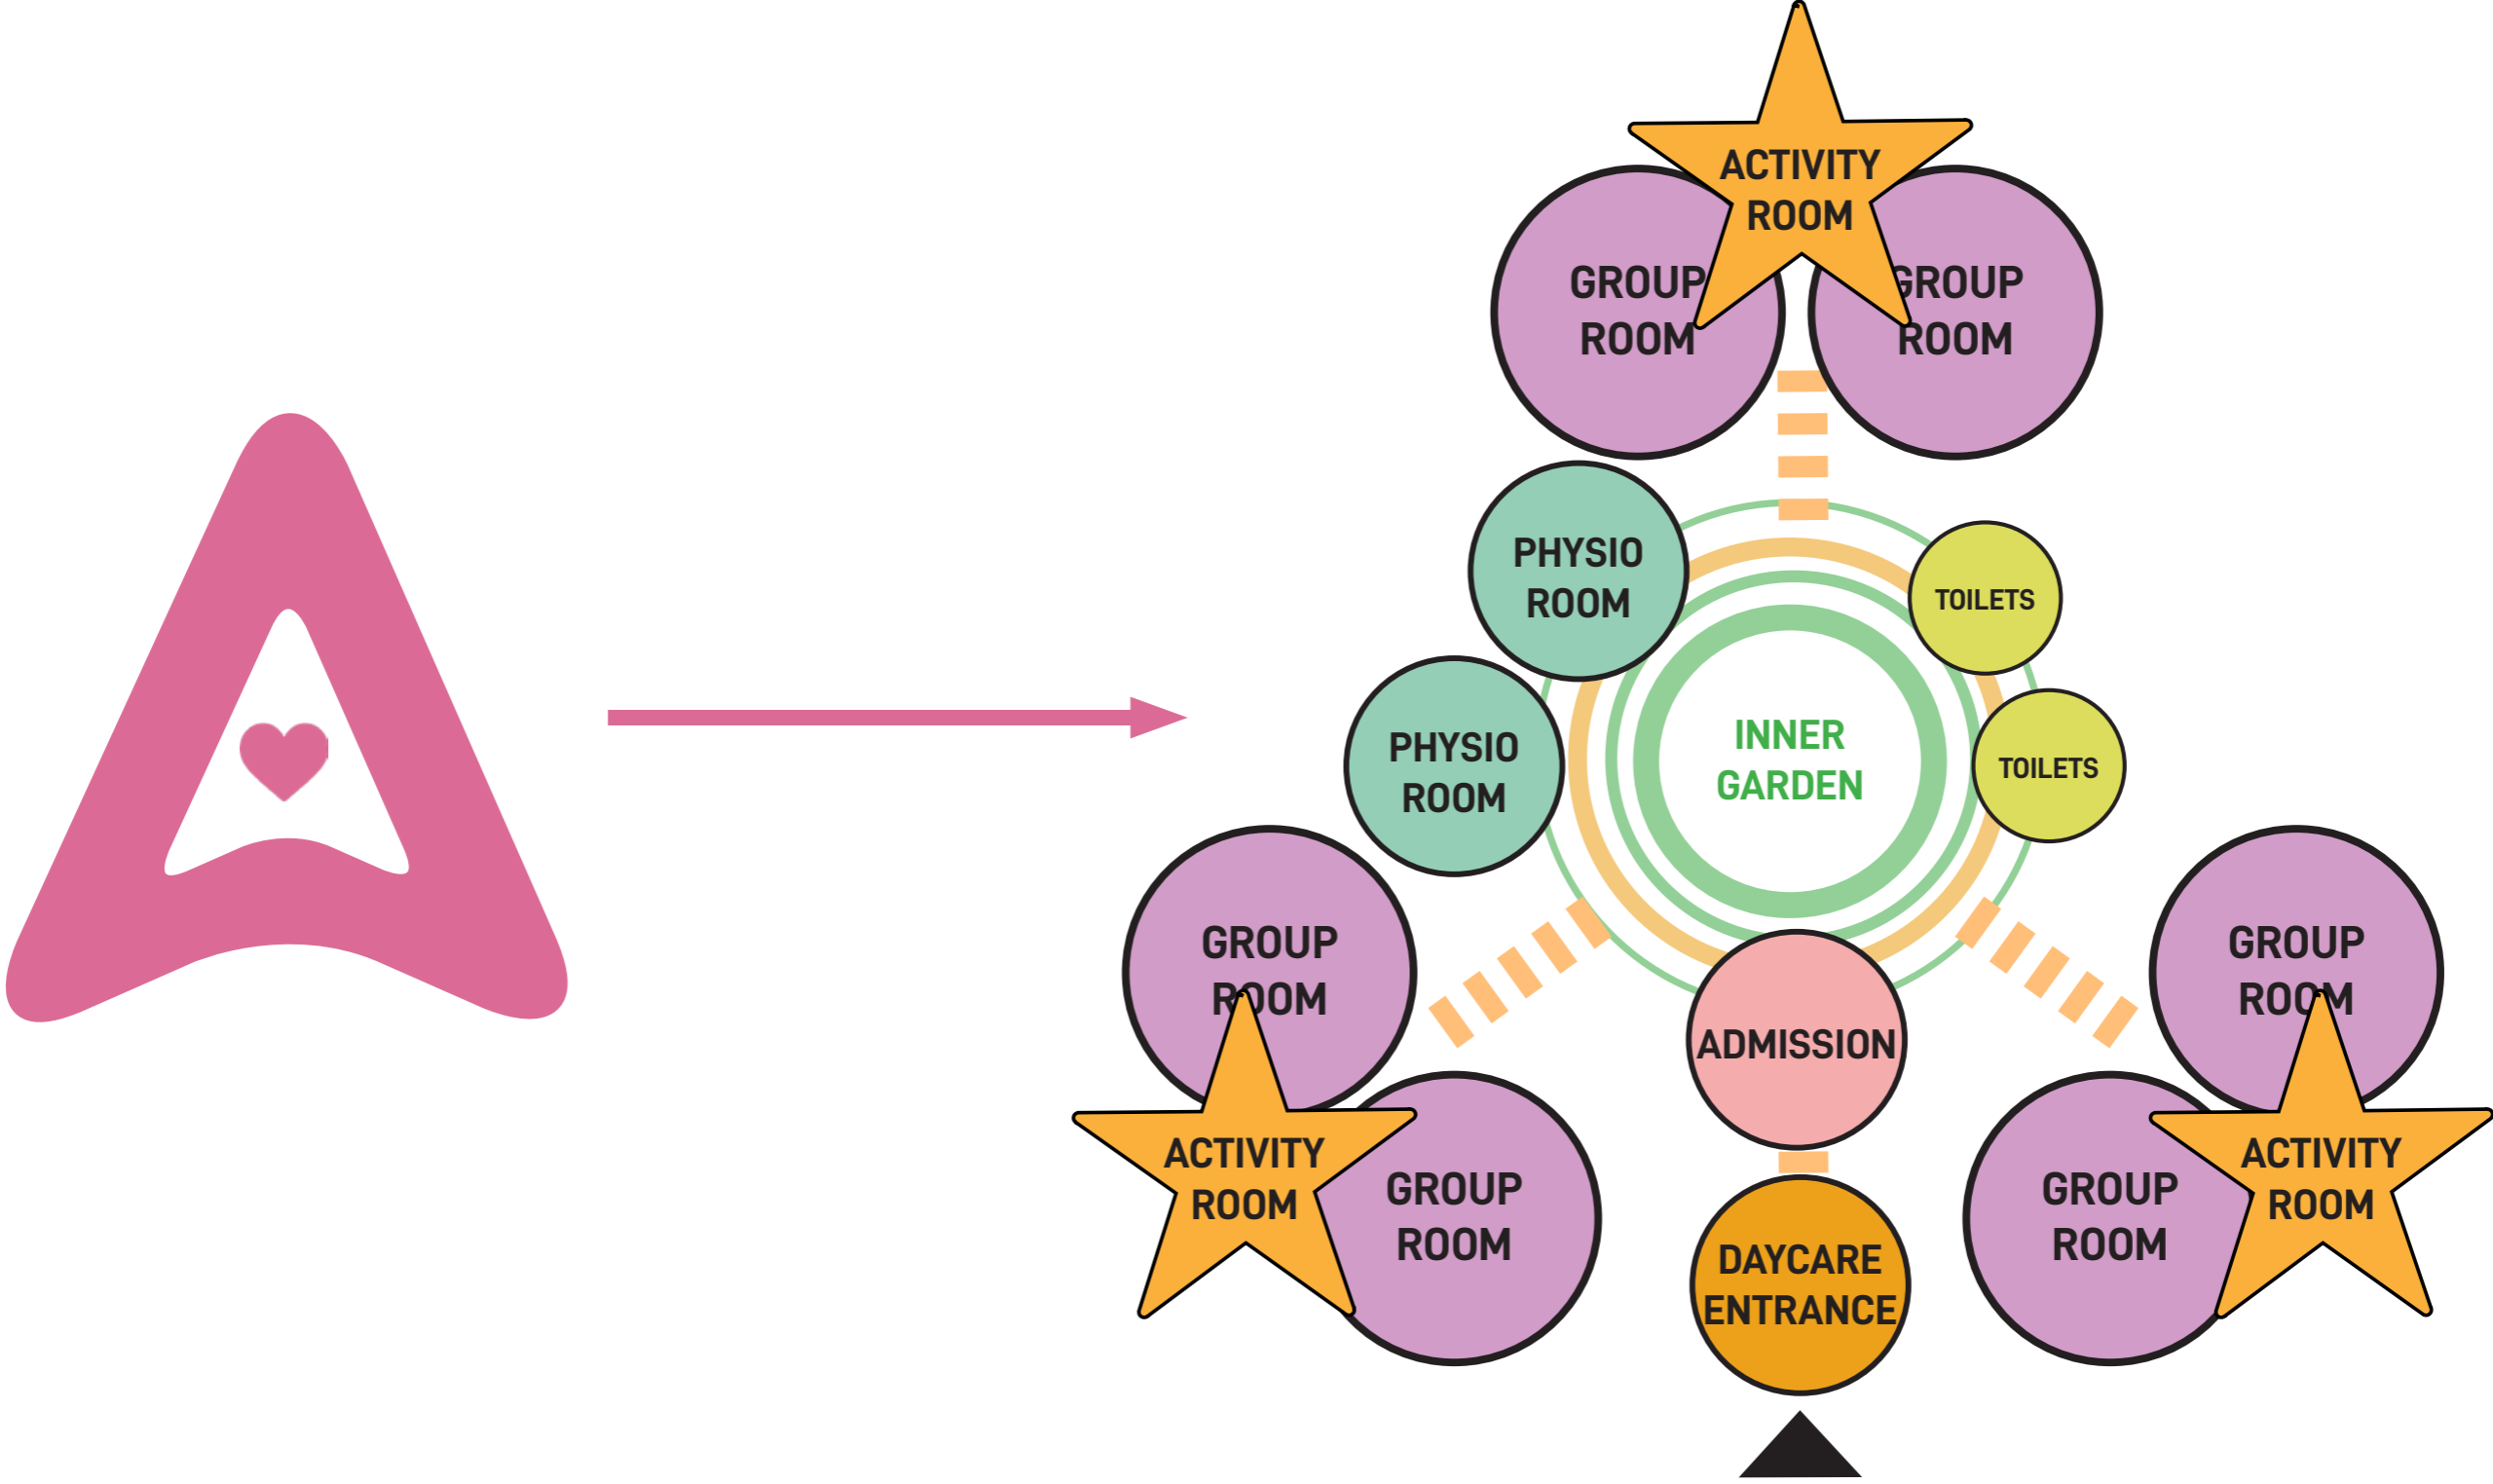 ACTIVITY
ROOM
GROUP
ROOM
GROUP
ROOM
PHYSIO
ROOM
TOILETS
PHYSIO
ROOM
INNER
GARDEN
TOILETS
GROUP
ROOM
GROUP
ROOM
ADMISSION
ACTIVITY
ROOM
GROUP
ROOM
GROUP
ROOM
ACTIVITY
ROOM
DAYCARE
ENTRANCE